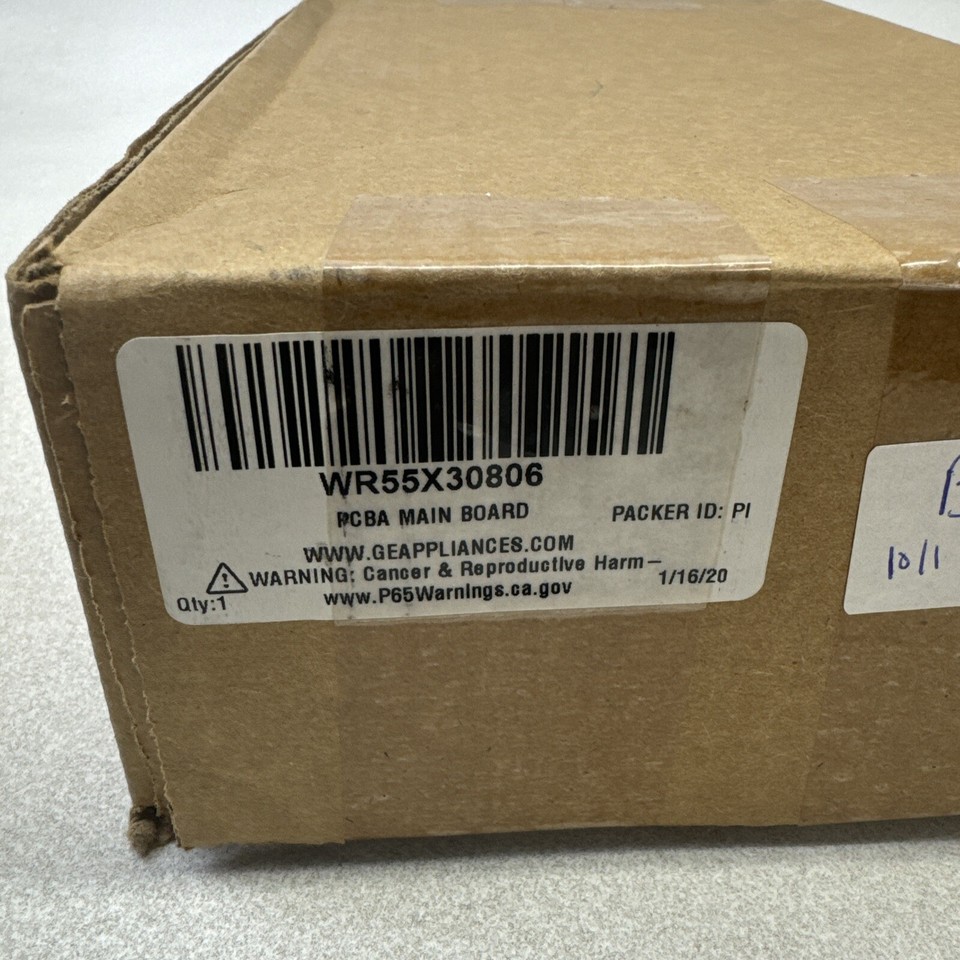 WR55X30806
PCBA MAIN BOARD PACKER ID: PI
WWW.GEAPPLIANCES.COM
WARNING: Cancer & Reproductive Harm – 1/16/20
Qty:1 www.P65Warnings.ca.gov
10/1